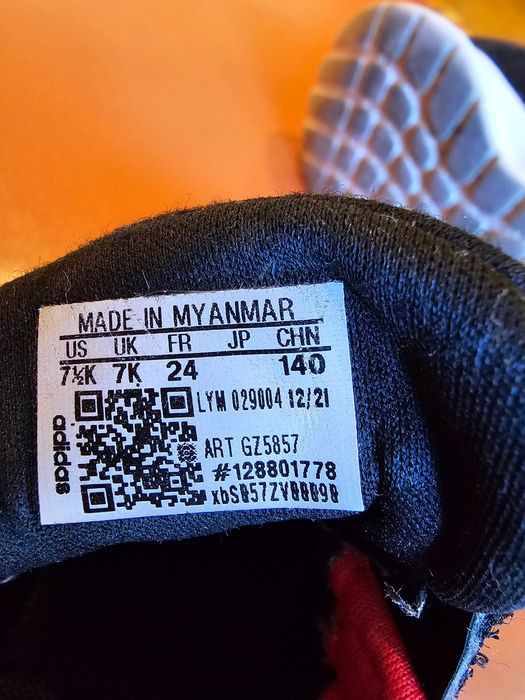 MADE IN MYANMAR
US UK FR JP CHN
7½K 7K 24 140
LYM 029004 12/21
adidas
ART GZ5857
#128801778
xbS057ZV00090